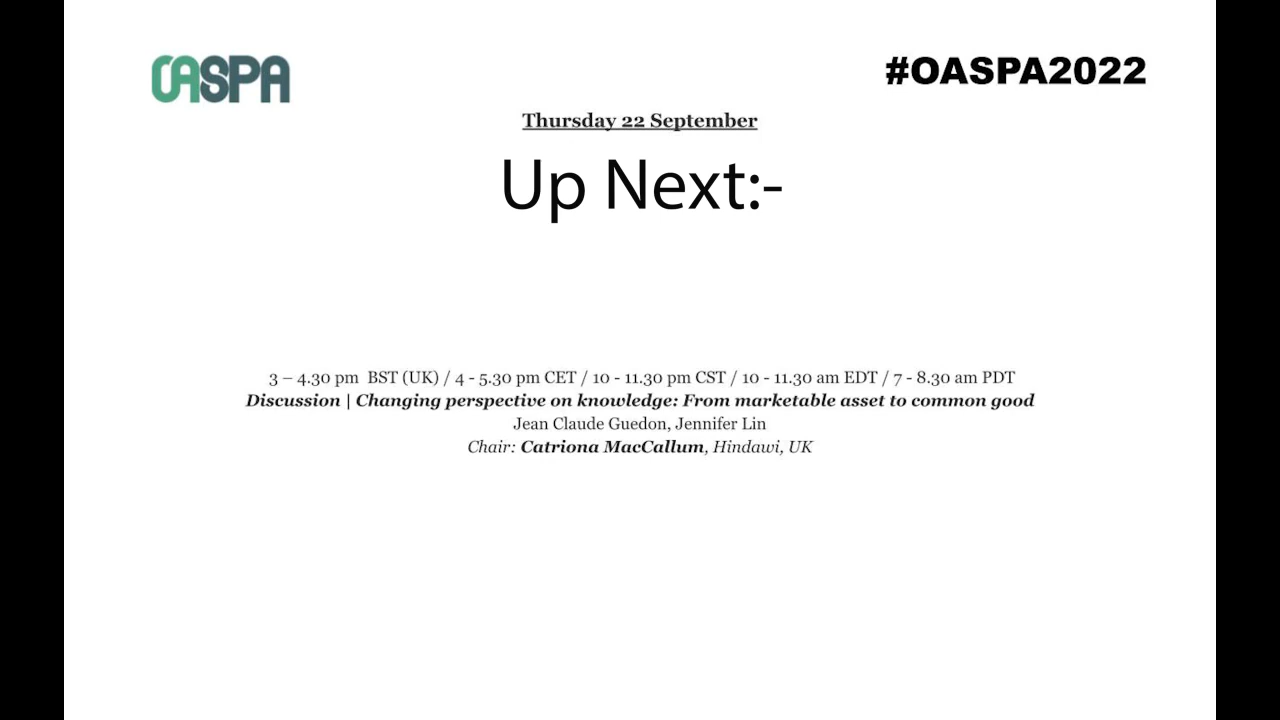 OASPA
#OASPA2022
Thursday 22 September
Up Next:-
3 – 4.30 pm  BST (UK) / 4 - 5.30 pm CET / 10 - 11.30 pm CST / 10 - 11.30 am EDT / 7 - 8.30 am PDT
Discussion | Changing perspective on knowledge: From marketable asset to common good
Jean Claude Guedon, Jennifer Lin
Chair: Catriona MacCallum, Hindawi, UK